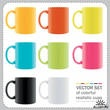 VECTOR SET
of colorful
realistic cups